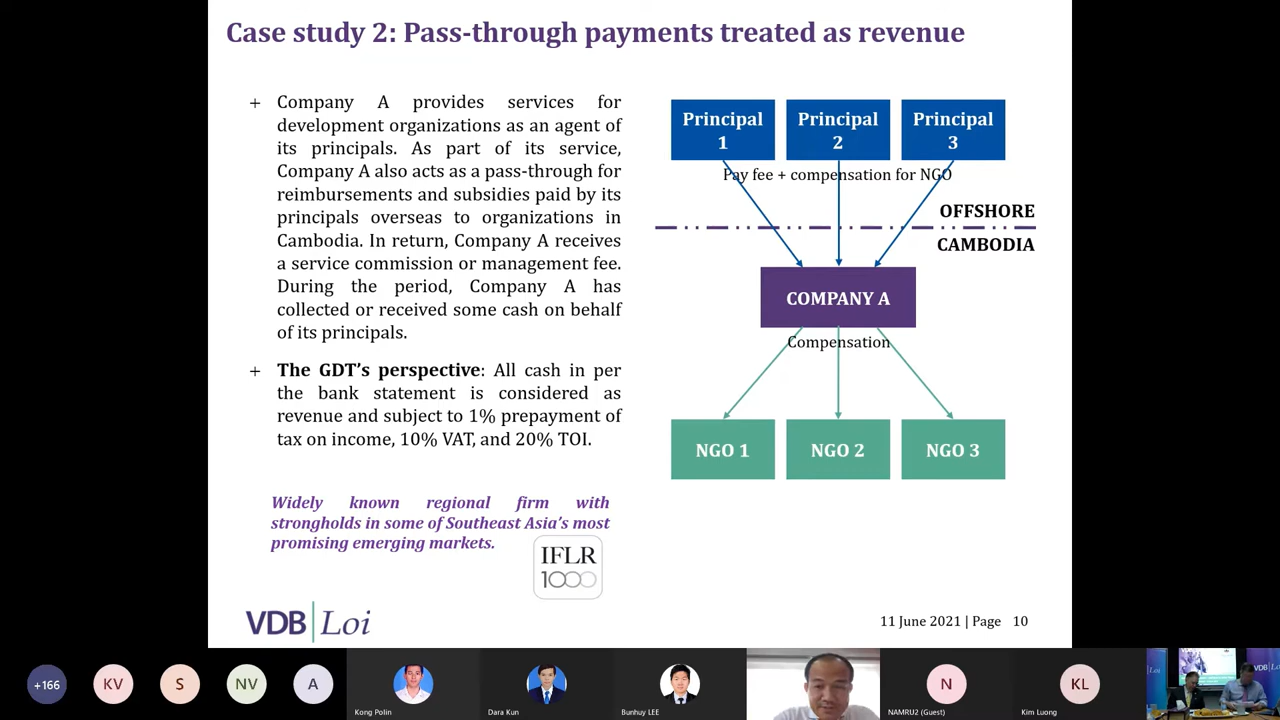 Case study 2: Pass-through payments treated as revenue
+ Company A provides services for
development organizations as an agent of
its principals. As part of its service,
Company A also acts as a pass-through for
reimbursements and subsidies paid by its
principals overseas to organizations in
Cambodia. In return, Company A receives
a service commission or management fee.
During the period, Company A has
collected or received some cash on behalf
of its principals.
+ The GDT's perspective: All cash in per
the bank statement is considered as
revenue and subject to 1% prepayment of
tax on income, 10% VAT, and 20% TOI.
Widely known regional firm with
strongholds in some of Southeast Asia's most
promising emerging markets.
IFLR
1000
Principal
1
Principal
2
Principal
3
Pay fee + compensation for NGO
OFFSHORE
CAMBODIA
COMPANY A
Compensation
NGO 1
NGO 2
NGO 3
VDB Loi
11 June 2021 | Page 10
+166
KV
S
NV
A
Kong Polin
Dara Kun
Bunhuy LEE
N
NAMRU2 (Guest)
KL
Kim Luong